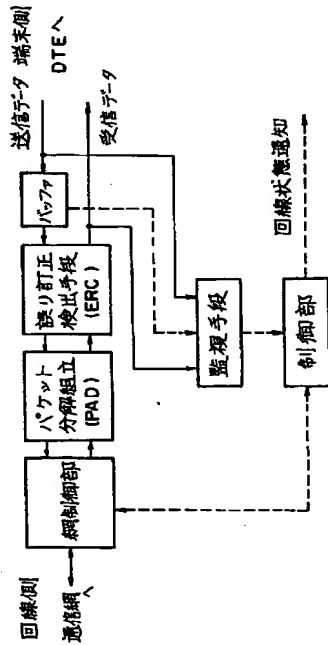 回線側
通信網へ
網制御部
パケット
分解組立
(PAD)
誤り訂正
検出手段
(ERC)
バッファ
送信データ 端末側
DTEへ
受信データ
監視手段
制御部
回線状態通知